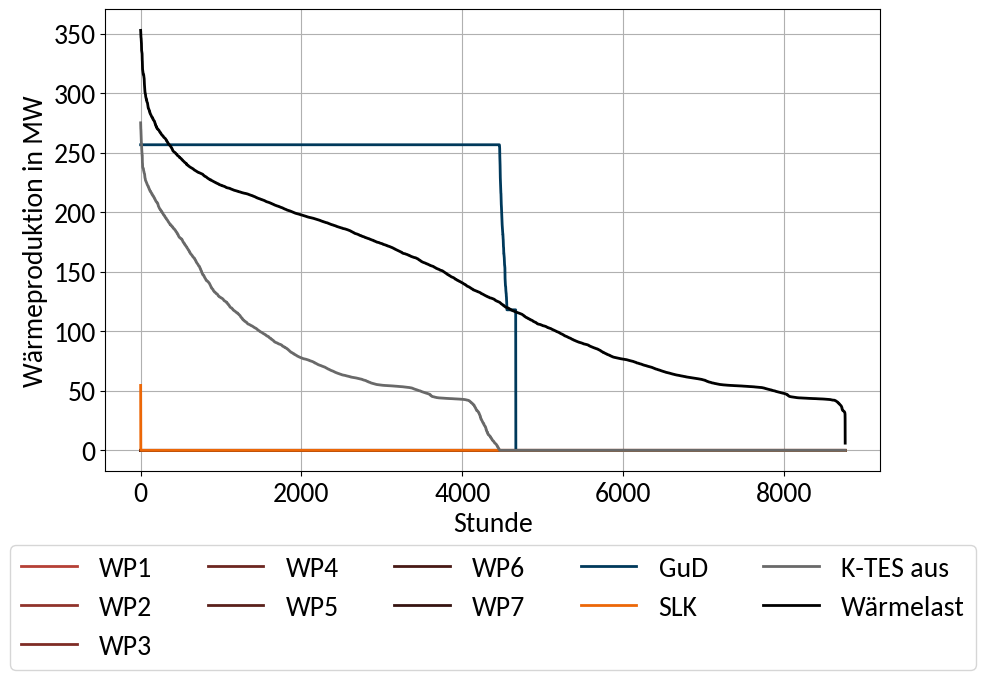 Wärmeproduktion in MW
350
300
250
200
150
100
50
0
0 2000 4000 6000 8000
Stunde
WP1 WP4 WP6 GuD K-TES aus
WP2 WP5 WP7 SLK Wärmelast
WP3